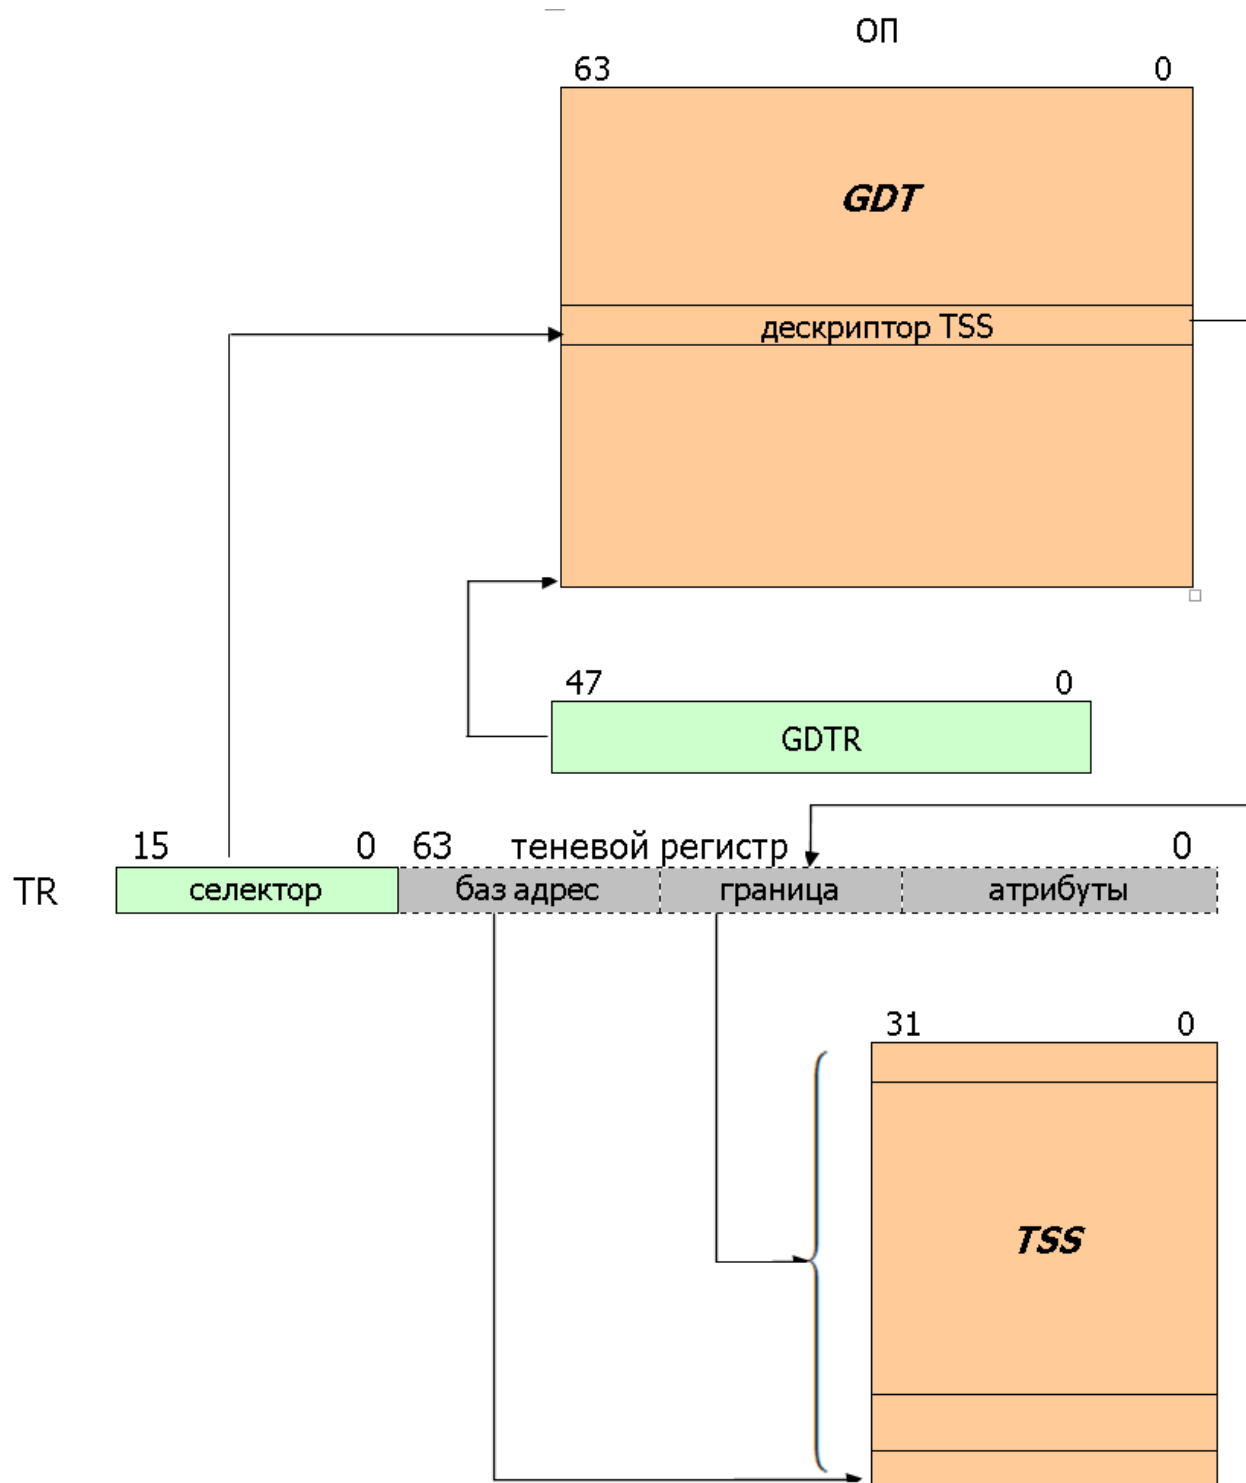 ОП
63 0
GDT
дескриптор TSS
47 0
GDTR
15 0 63 теневой регистр 0
TR селектор баз адрес граница атрибуты
31 0
TSS